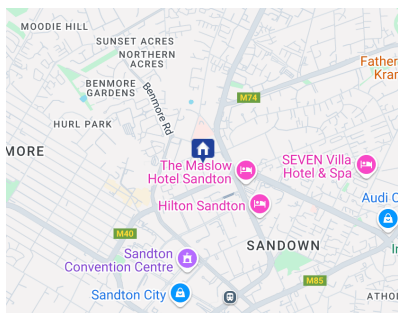 MOODIE HILL
SUNSET ACRES
NORTHERN
ACRES
Father
Kran
BENMORE
GARDENS
Benmore Rd
M74
HURL PARK
MORE
The Maslow
Hotel Sandton
SEVEN Villa
Hotel & Spa
Audi C
Hilton Sandton
M40
SANDOWN
Sandton
Convention Centre
In
M85
Sandton City
ATHO